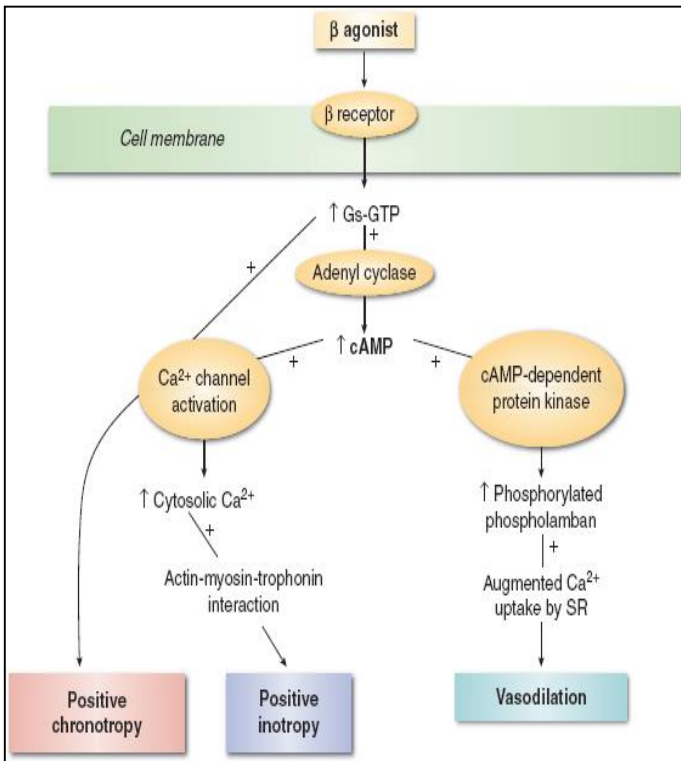 β agonist
β receptor
Cell membrane
↑ Gs-GTP
+
+
Adenyl cyclase
↑ cAMP
+
+
Ca²⁺ channel
activation
cAMP-dependent
protein kinase
↑ Cytosolic Ca²⁺
+
↑ Phosphorylated
phospholamban
+
Actin-myosin-trophonin
interaction
Augmented Ca²⁺
uptake by SR
Positive
chronotropy
Positive
inotropy
Vasodilation